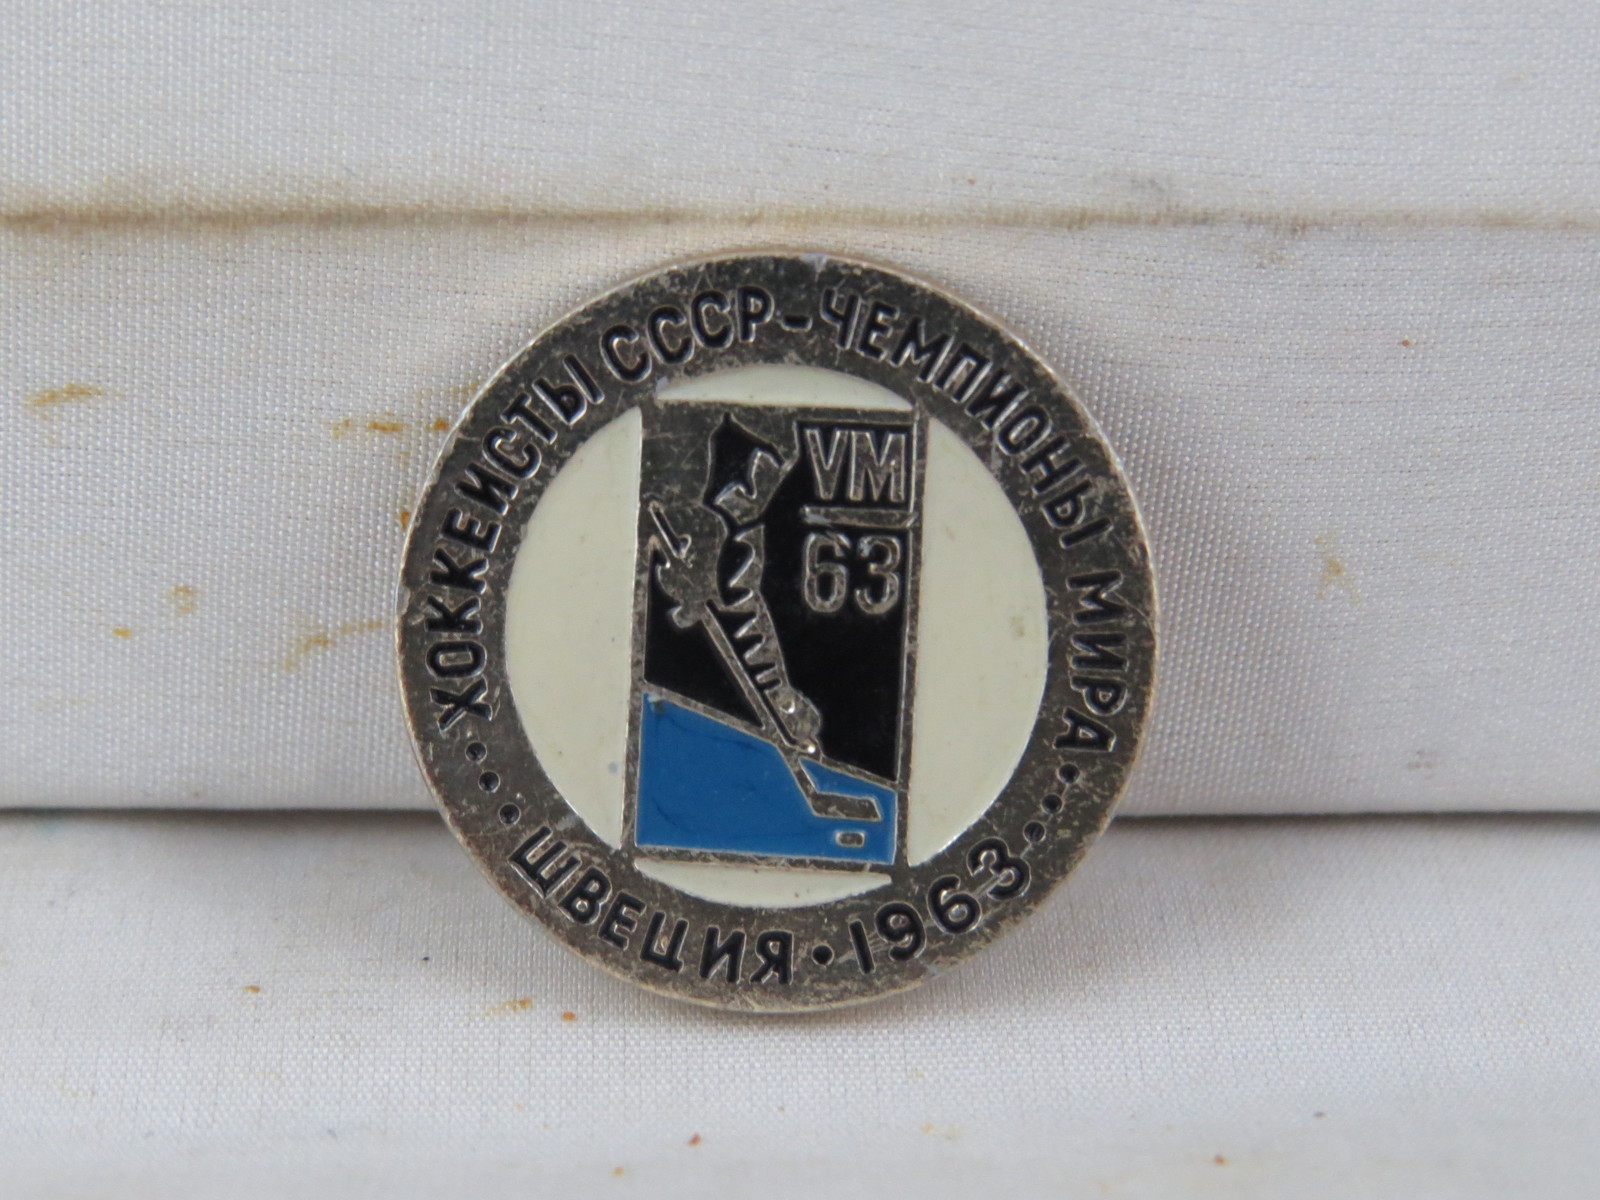 ХОККЕИСТЫ СССР-ЧЕМПИОНЫ МИРА
VM
63
ШВЕЦИЯ • 1963